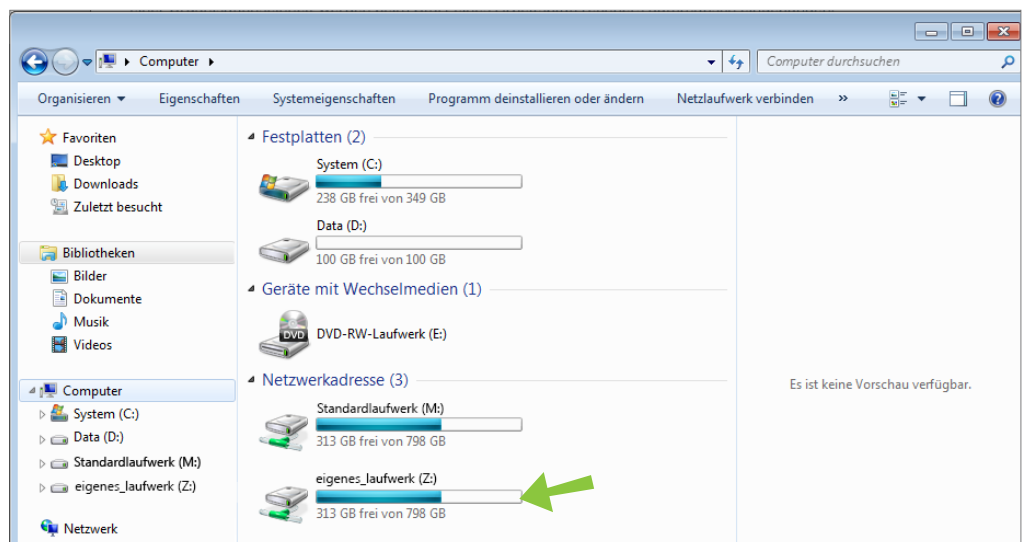 Computer
Computer durchsuchen
Organisieren Eigenschaften Systemeigenschaften Programm deinstallieren oder ändern Netzlaufwerk verbinden »
Favoriten
Desktop
Downloads
Zuletzt besucht
Bibliotheken
Bilder
Dokumente
Musik
Videos
Computer
System (C:)
Data (D:)
Standardlaufwerk (M:)
eigenes_laufwerk (Z:)
Netzwerk
Festplatten (2)
System (C:)
238 GB frei von 349 GB
Data (D:)
100 GB frei von 100 GB
Geräte mit Wechselmedien (1)
DVD
DVD-RW-Laufwerk (E:)
Netzwerkadresse (3)
Standardlaufwerk (M:)
313 GB frei von 798 GB
eigenes_laufwerk (Z:)
313 GB frei von 798 GB
Es ist keine Vorschau verfügbar.